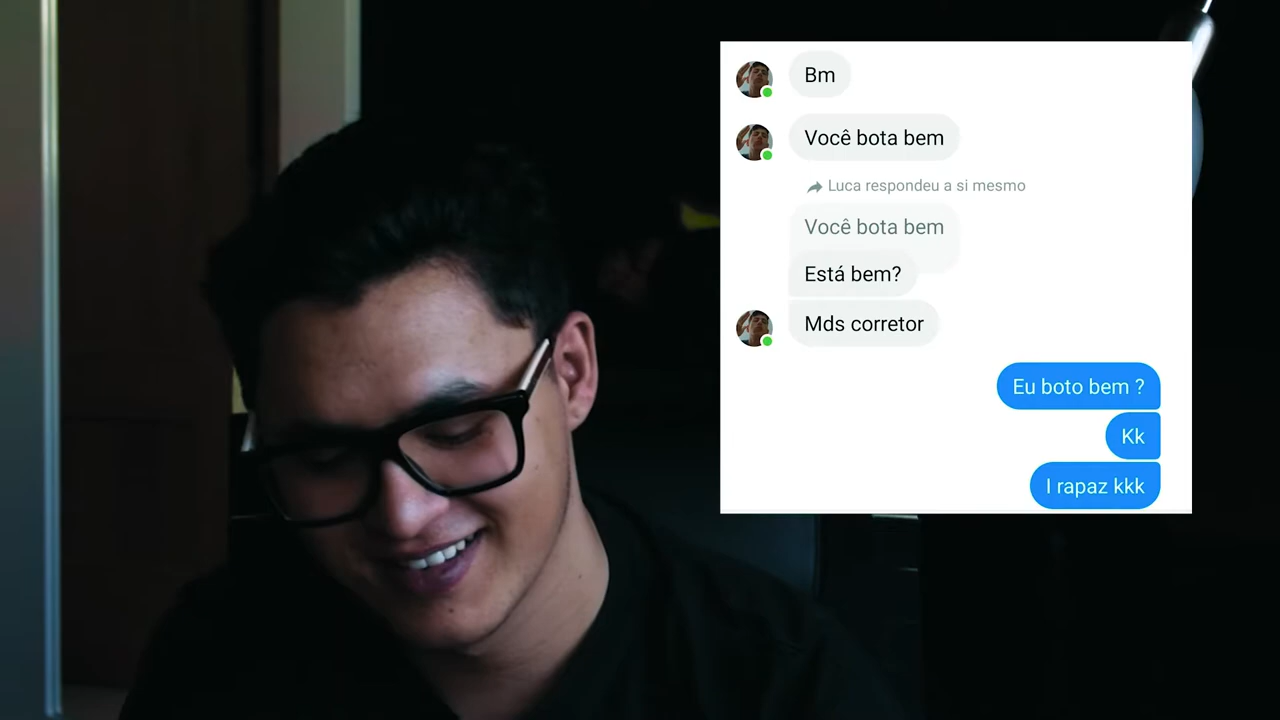 Bm
Você bota bem
Luca respondeu a si mesmo
Você bota bem
Está bem?
Mds corretor
Eu boto bem ?
Kk
I rapaz kkk